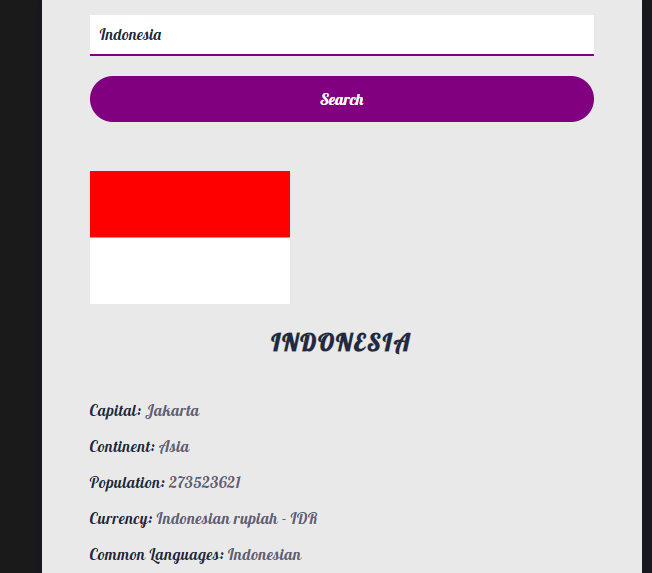 Indonesia
Search
INDONESIA
Capital: Jakarta
Continent: Asia
Population: 273523621
Currency: Indonesian rupiah - IDR
Common Languages: Indonesian